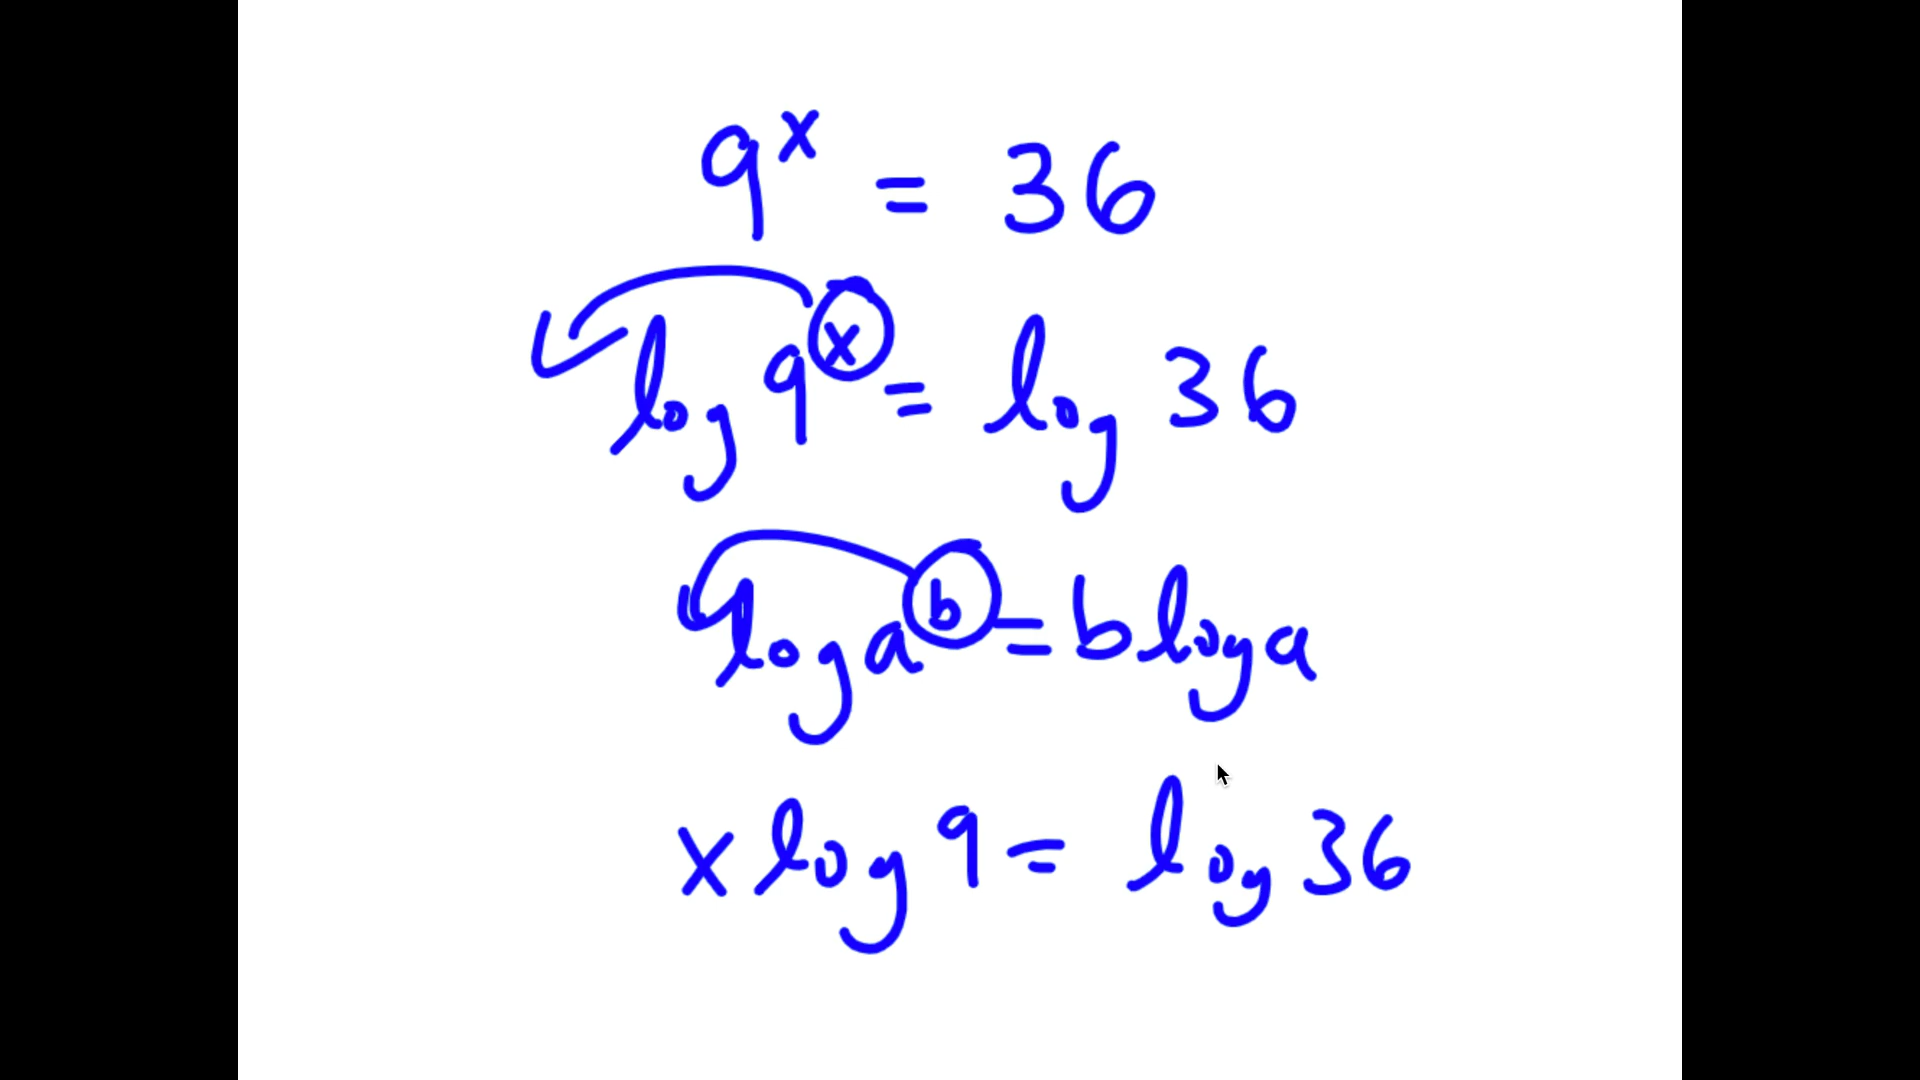 9^x = 36
log 9^x = log 36
log a^b = b log a
x log 9 = log 36